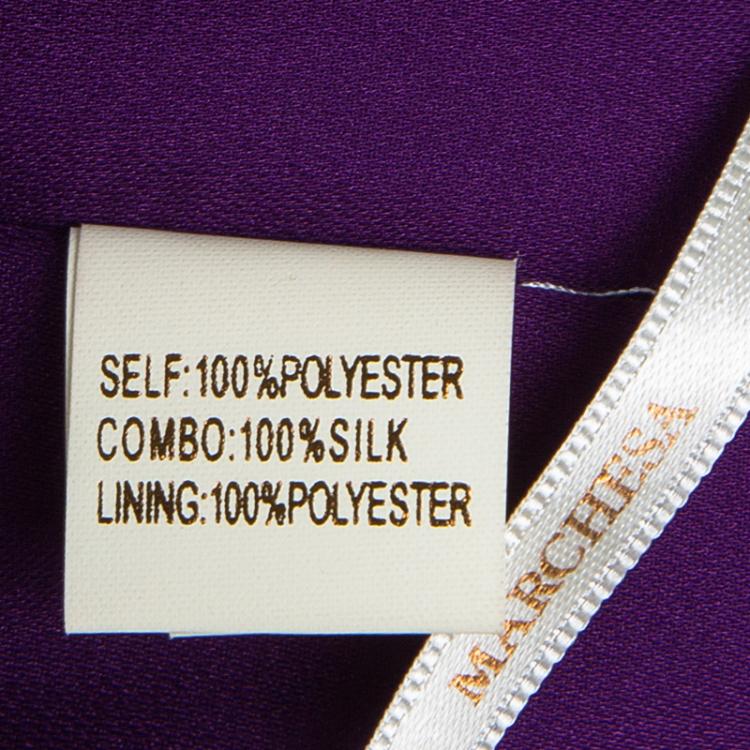 SELF:100%POLYESTER
COMBO:100%SILK
LINING:100%POLYESTER
MARCHESA